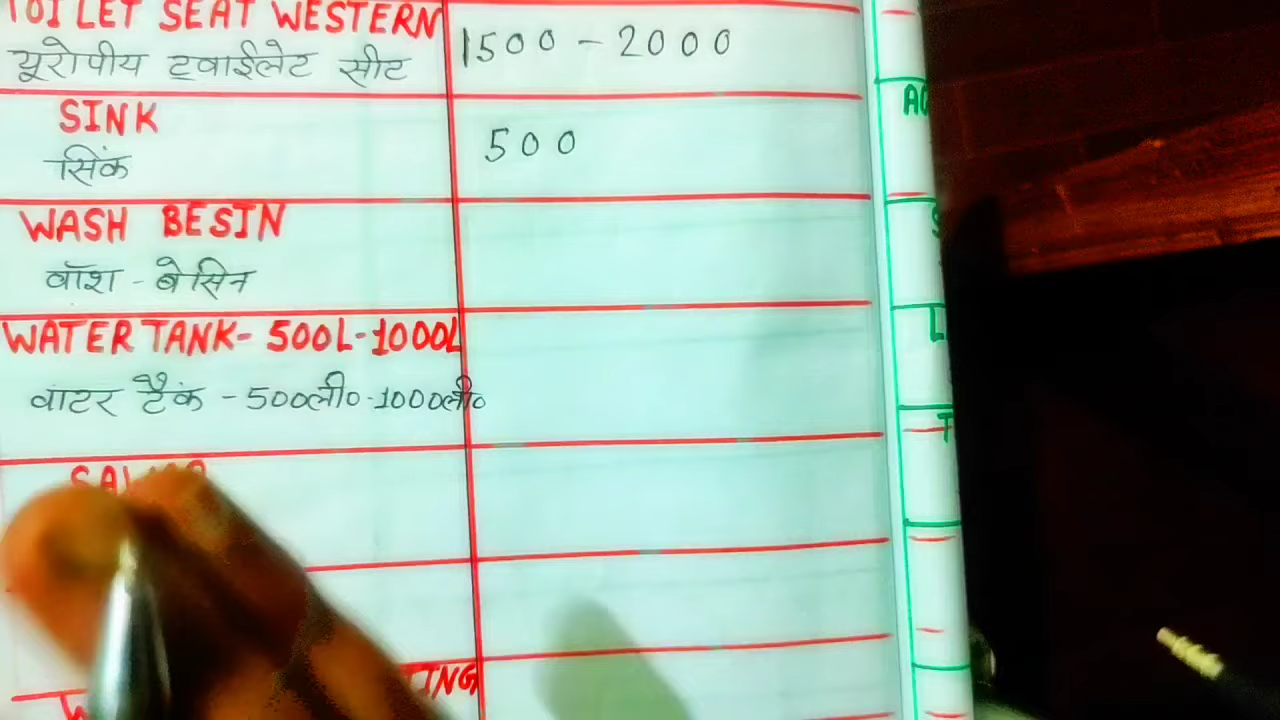 TOILET SEAT WESTERN
यूरोपीय ट्वाईलेट सीट
1500 - 2000
SINK
सिंक
500
WASH BESIN
वॉश - बेसिन
WATER TANK- 500L-1000L
वाटर टैंक - 500ली०-1000ली०